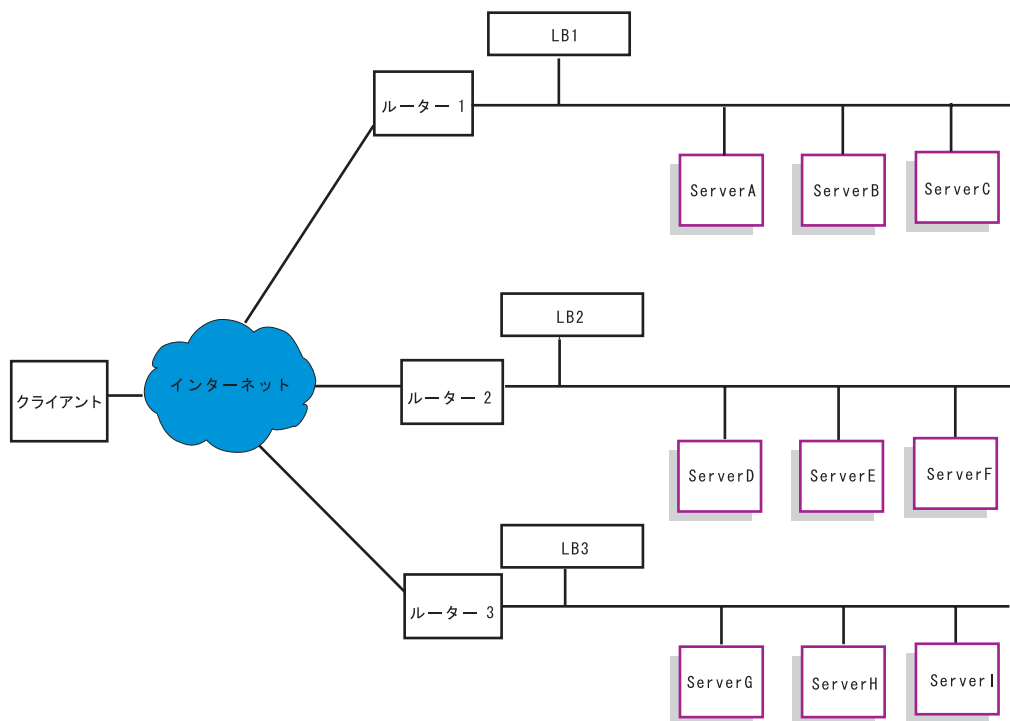 LB1
ルーター 1
ServerA
ServerB
ServerC
LB2
インターネット
クライアント
ルーター 2
ServerD
ServerE
ServerF
LB3
ルーター 3
ServerG
ServerH
ServerI